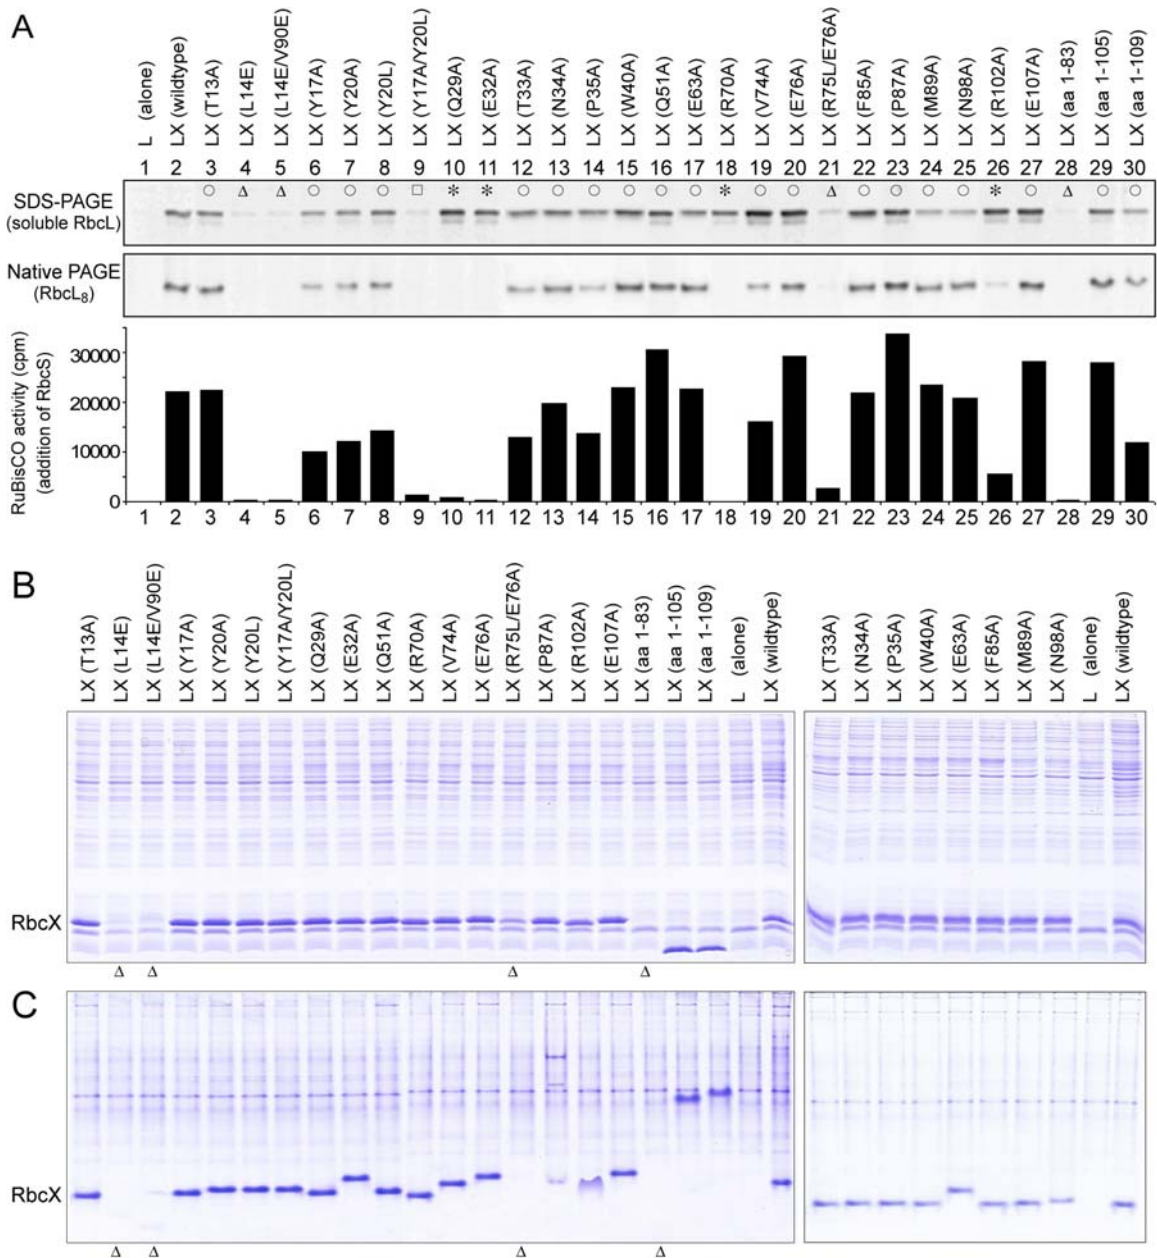 A
L (alone)
LX (wildtype)
LX (T13A)
LX (L14E)
LX (L14E/V90E)
LX (Y17A)
LX (Y20A)
LX (Y20L)
LX (Y17A/Y20L)
LX (Q29A)
LX (E32A)
LX (T33A)
LX (N34A)
LX (P35A)
LX (W40A)
LX (Q51A)
LX (E63A)
LX (R70A)
LX (V74A)
LX (E76A)
LX (R75L/E76A)
LX (F85A)
LX (P87A)
LX (M89A)
LX (N98A)
LX (R102A)
LX (E107A)
LX (aa 1-83)
LX (aa 1-105)
LX (aa 1-109)
1 2 3 4 5 6 7 8 9 10 11 12 13 14 15 16 17 18 19 20 21 22 23 24 25 26 27 28 29 30
○ Δ Δ ○ ○ ○ □ * * ○ ○ ○ ○ ○ ○ * ○ ○ Δ ○ ○ ○ ○ * ○ Δ ○ ○
SDS-PAGE
(soluble RbcL)
Native PAGE
(RbcL₈)
RuBisCO activity (cpm)
(addition of RbcS)
30000
20000
10000
0
1 2 3 4 5 6 7 8 9 10 11 12 13 14 15 16 17 18 19 20 21 22 23 24 25 26 27 28 29 30
B
LX (T13A)
LX (L14E)
LX (L14E/V90E)
LX (Y17A)
LX (Y20A)
LX (Y20L)
LX (Y17A/Y20L)
LX (Q29A)
LX (E32A)
LX (Q51A)
LX (R70A)
LX (V74A)
LX (E76A)
LX (R75L/E76A)
LX (P87A)
LX (R102A)
LX (E107A)
LX (aa 1-83)
LX (aa 1-105)
LX (aa 1-109)
L (alone)
LX (wildtype)
LX (T33A)
LX (N34A)
LX (P35A)
LX (W40A)
LX (E63A)
LX (F85A)
LX (M89A)
LX (N98A)
L (alone)
LX (wildtype)
RbcX
Δ Δ Δ Δ
C
RbcX
Δ Δ Δ Δ